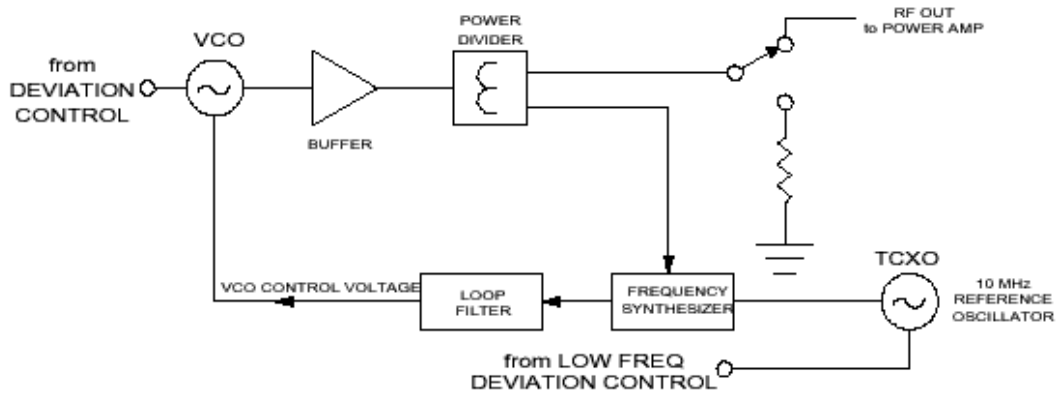 RF OUT
to POWER AMP
POWER
DIVIDER
VCO
from
DEVIATION
CONTROL
BUFFER
TCXO
10 MHz
REFERENCE
OSCILLATOR
VCO CONTROL VOLTAGE
LOOP
FILTER
FREQUENCY
SYNTHESIZER
from LOW FREQ
DEVIATION CONTROL